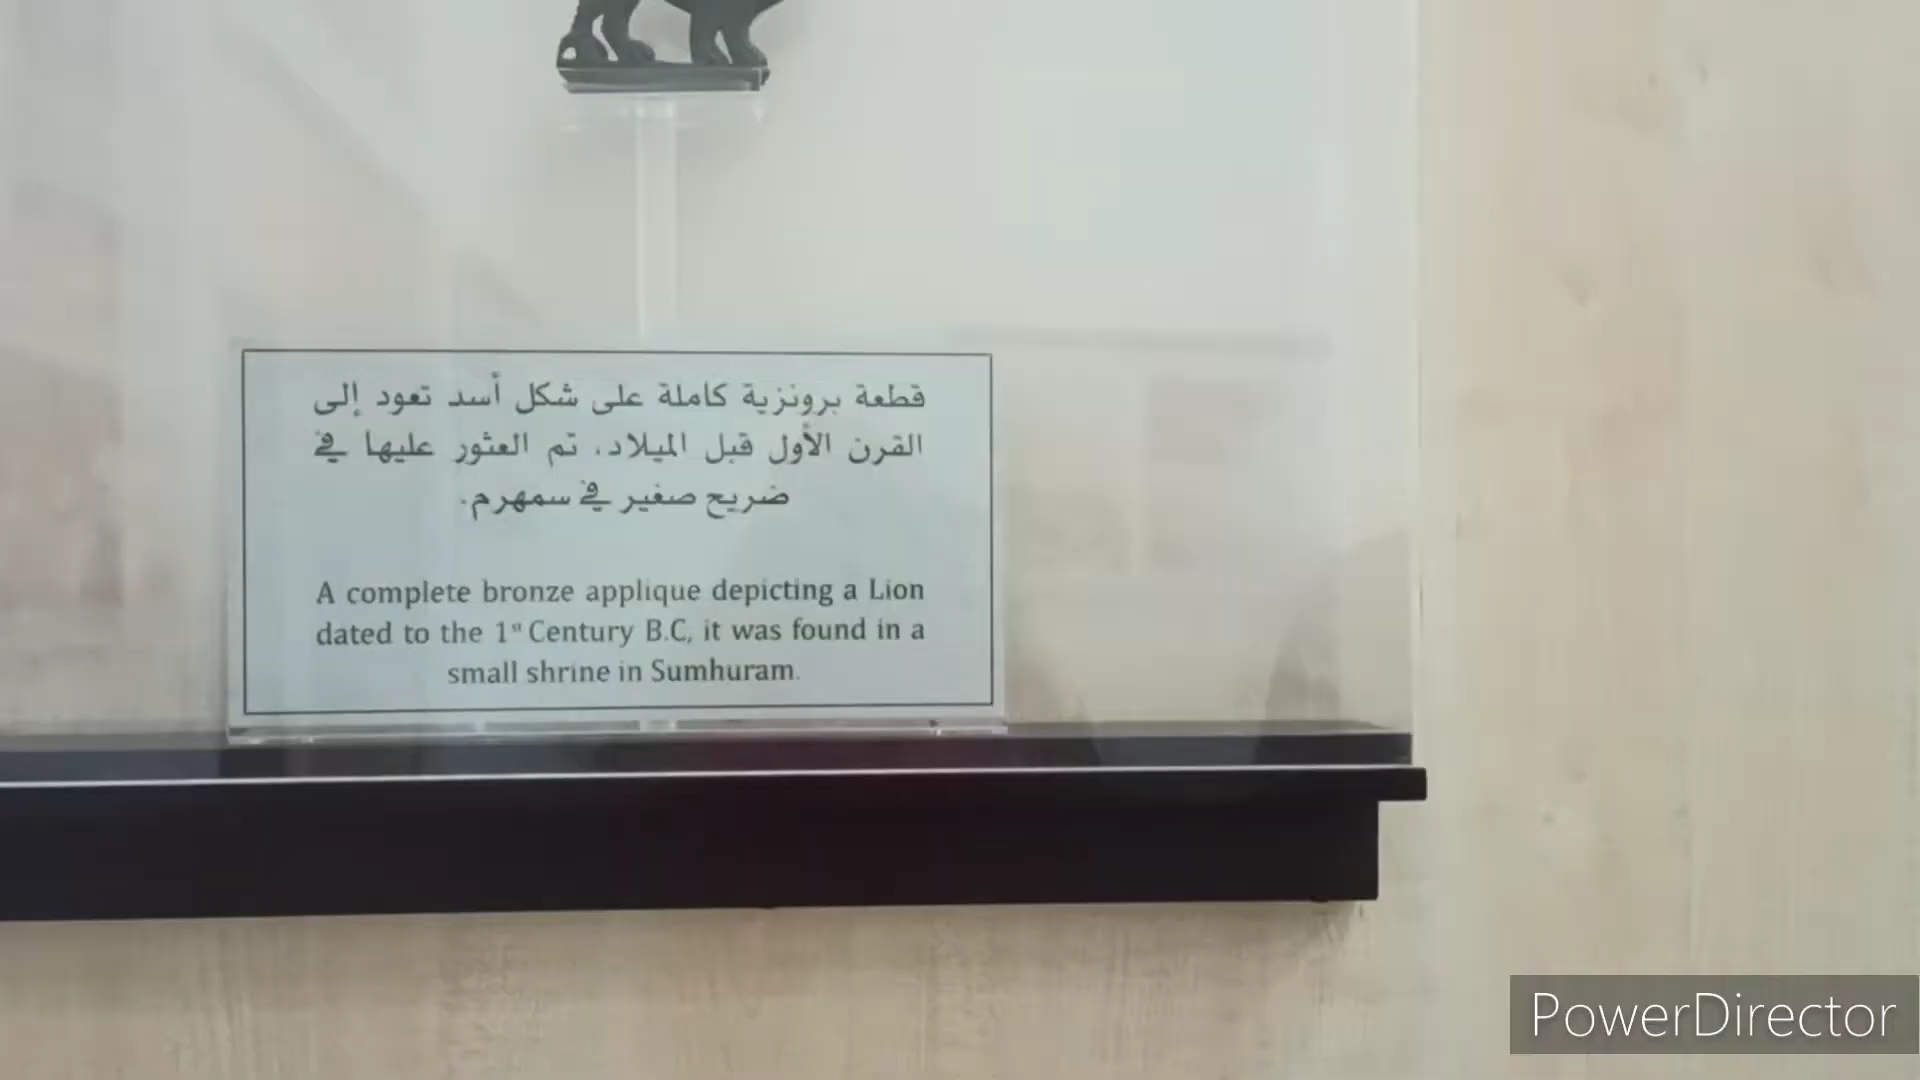 قطعة برونزية كاملة على شكل أسد تعود إلى
القرن الأول قبل الميلاد، تم العثور عليها في
ضريح صغير في سمهرم.
A complete bronze applique depicting a Lion
dated to the 1st Century B.C, it was found in a
small shrine in Sumhuram.
PowerDirector